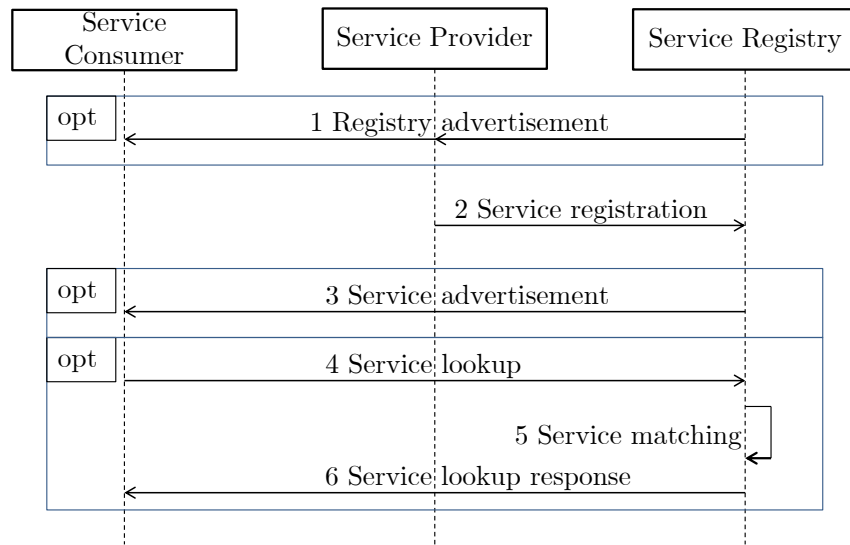 Service
Consumer
Service Provider
Service Registry
opt
1 Registry advertisement
2 Service registration
opt
3 Service advertisement
opt
4 Service lookup
5 Service matching
6 Service lookup response